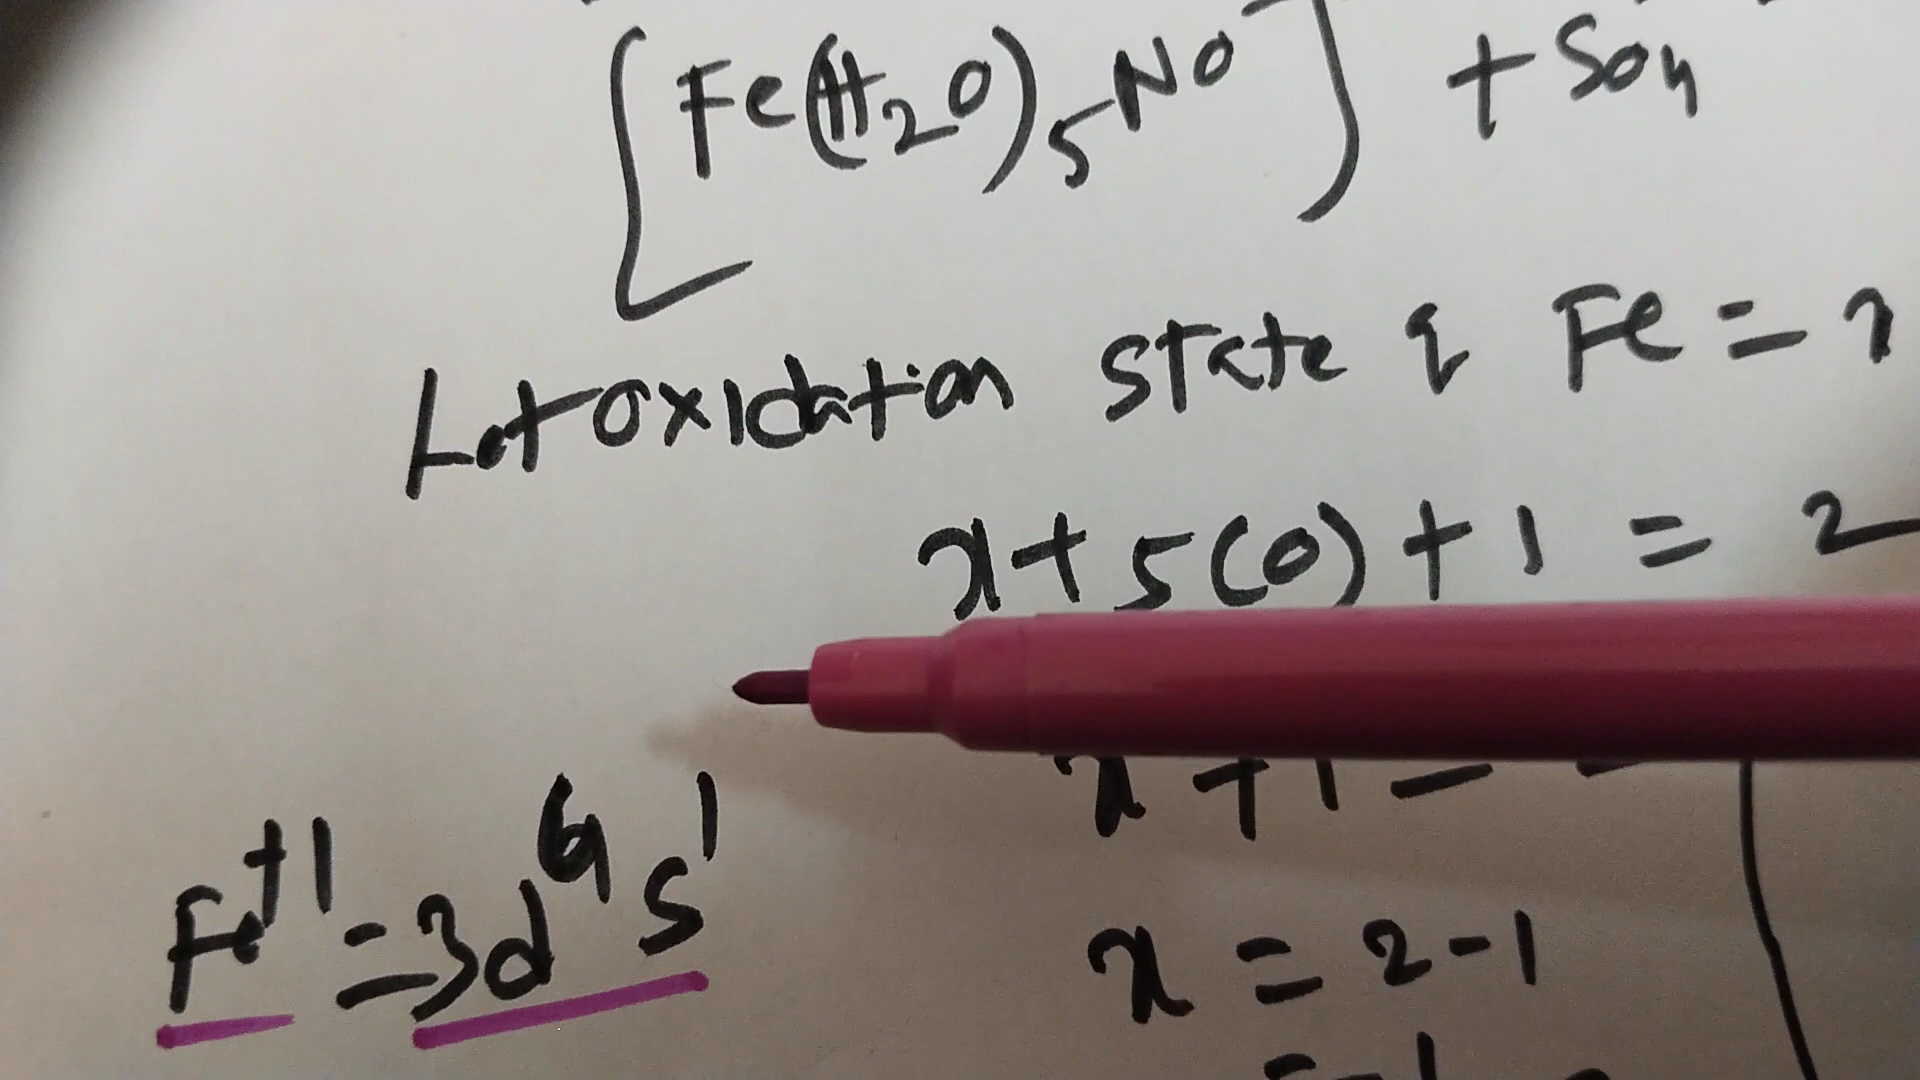 [Fe(H2O)5NO] + SO4
Let oxidation state of Fe = x
x + 5(0) + 1 = 2
x + 1 =
Fe+1 = 3d6 4s1
x = 2 - 1